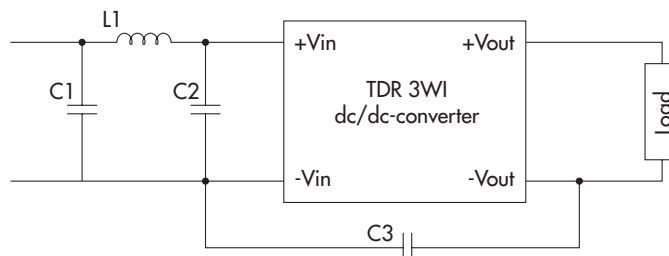 L1
+Vin
+Vout
C1
C2
TDR 3WI
dc/dc-converter
Load
-Vin
-Vout
C3